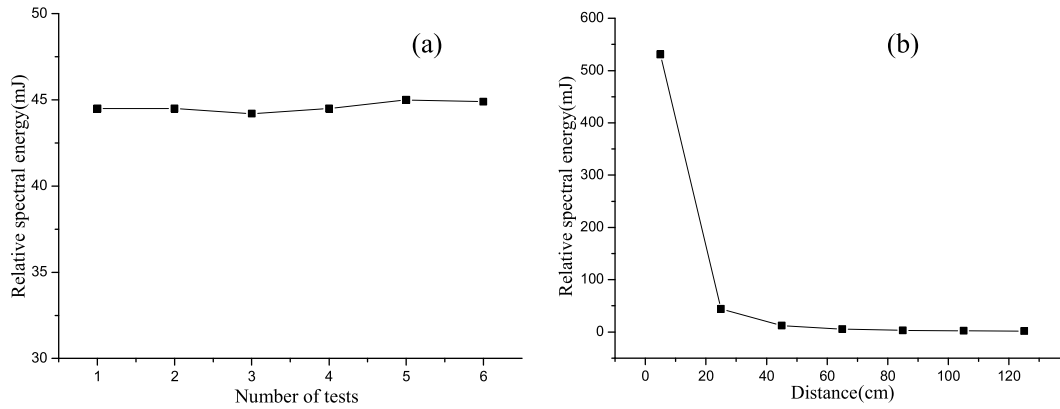 (a)
Relative spectral energy(mJ)
50
45
40
35
30
1 2 3 4 5 6
Number of tests
(b)
Relative spectral energy(mJ)
600
500
400
300
200
100
0
0 20 40 60 80 100 120
Distance(cm)